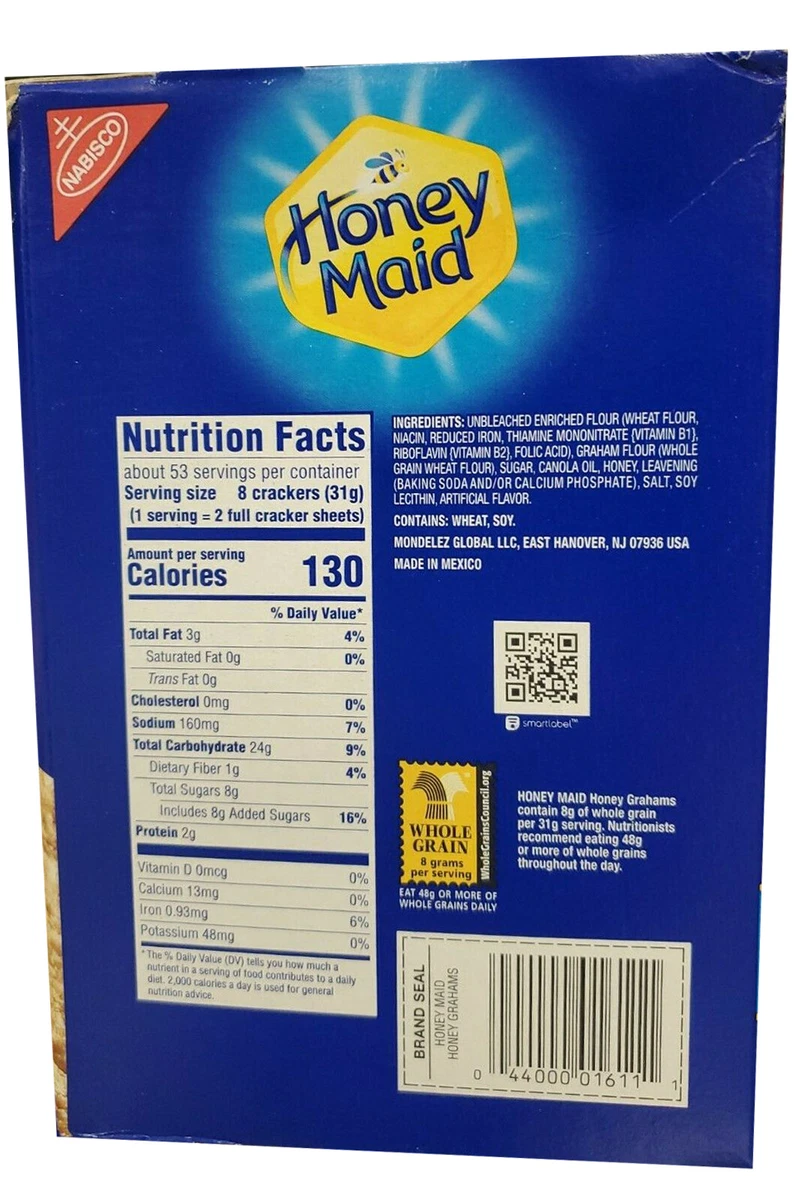 NABISCO
Honey
Maid
Nutrition Facts
about 53 servings per container
Serving size 8 crackers (31g)
(1 serving = 2 full cracker sheets)
Amount per serving
Calories 130
% Daily Value*
Total Fat 3g 4%
Saturated Fat 0g 0%
Trans Fat 0g
Cholesterol 0mg 0%
Sodium 160mg 7%
Total Carbohydrate 24g 9%
Dietary Fiber 1g 4%
Total Sugars 8g
Includes 8g Added Sugars 16%
Protein 2g
Vitamin D 0mcg 0%
Calcium 13mg 0%
Iron 0.93mg 6%
Potassium 48mg 0%
*The % Daily Value (DV) tells you how much a
nutrient in a serving of food contributes to a daily
diet. 2,000 calories a day is used for general
nutrition advice.
INGREDIENTS: UNBLEACHED ENRICHED FLOUR (WHEAT FLOUR,
NIACIN, REDUCED IRON, THIAMINE MONONITRATE {VITAMIN B1},
RIBOFLAVIN {VITAMIN B2}, FOLIC ACID), GRAHAM FLOUR (WHOLE
GRAIN WHEAT FLOUR), SUGAR, CANOLA OIL, HONEY, LEAVENING
(BAKING SODA AND/OR CALCIUM PHOSPHATE), SALT, SOY
LECITHIN, ARTIFICIAL FLAVOR.
CONTAINS: WHEAT, SOY.
MONDELEZ GLOBAL LLC, EAST HANOVER, NJ 07936 USA
MADE IN MEXICO
smartlabel™
WHOLE
GRAIN
8 grams
per serving
WholeGrainsCouncil.org
EAT 48g OR MORE OF
WHOLE GRAINS DAILY
HONEY MAID Honey Grahams
contain 8g of whole grain
per 31g serving. Nutritionists
recommend eating 48g
or more of whole grains
throughout the day.
BRAND SEAL
HONEY MAID
HONEY GRAHAMS
0 44000 01611 1